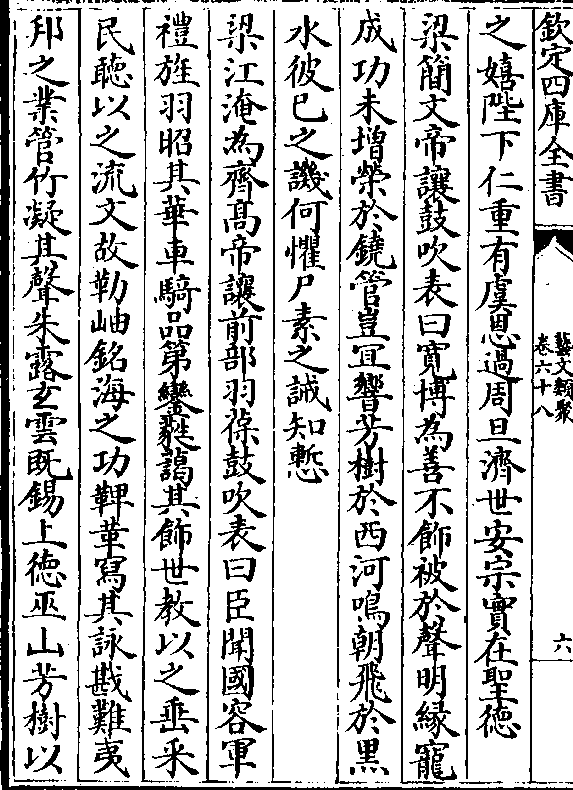 欽定四庫全書
藝文類聚
卷六十八
六
之嬉陛下仁重有虞恩過周旦濟世安宗實在聖德
梁簡文帝讓鼓吹表曰寛博為善不飾被於聲明縁寵
成功未增榮於鐃管豈宜響芳樹於西河鳴朝飛於黒
水彼已之譏何懼尸素之誠知慙
梁江淹為齊髙帝讓前部羽葆鼓吹表曰臣聞國容軍
禮旌羽昭其華車騎品第鑾毦藹其飾世教以之垂采
民聴以之流文故勒岫銘海之功鞞革寫其詠戡難夷
邦之業管竹凝其聲朱露玄雲既錫上徳巫山芳樹以